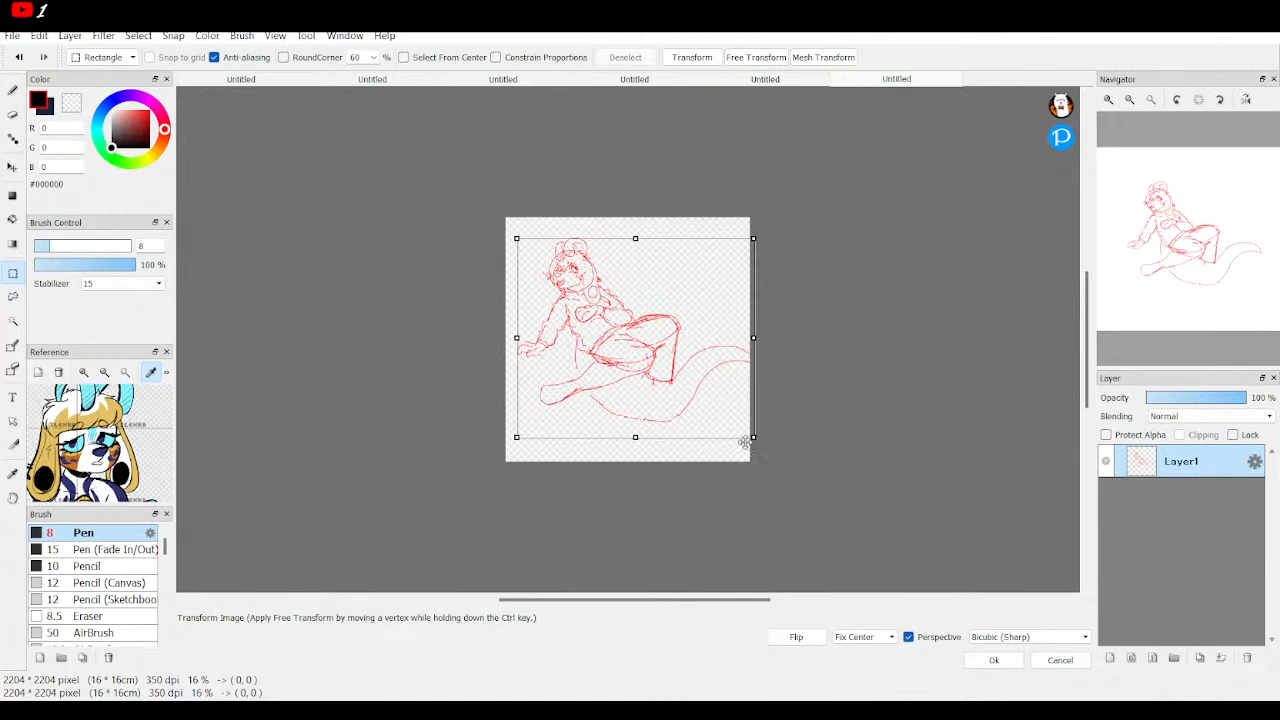 1
File Edit Layer Filter Select Snap Color Brush View Tool Window Help
Rectangle Snap to grid Anti-aliasing RoundCorner 60 % Select From Center Constrain Proportions Deselect Transform Free Transform Mesh Transform
Color Untitled Untitled Untitled Untitled Untitled Untitled Navigator
R 0
G 0
B 0
#000000
Brush Control
8
100 %
Stabilizer 15
Reference
Brush
8 Pen
15 Pen (Fade In/Out)
10 Pencil
12 Pencil (Canvas)
12 Pencil (Sketchboo
8.5 Eraser
50 AirBrush
Layer
Opacity 100 %
Blending Normal
Protect Alpha Clipping Lock
Layer1
Transform Image (Apply Free Transform by moving a vertex while holding down the Ctrl key.)
Flip Fix Center Perspective Bicubic (Sharp)
Ok Cancel
2204 * 2204 pixel (16 * 16cm) 350 dpi 16 % -> ( 0, 0 )
2204 * 2204 pixel (16 * 16cm) 350 dpi 16 % -> ( 0, 0 )